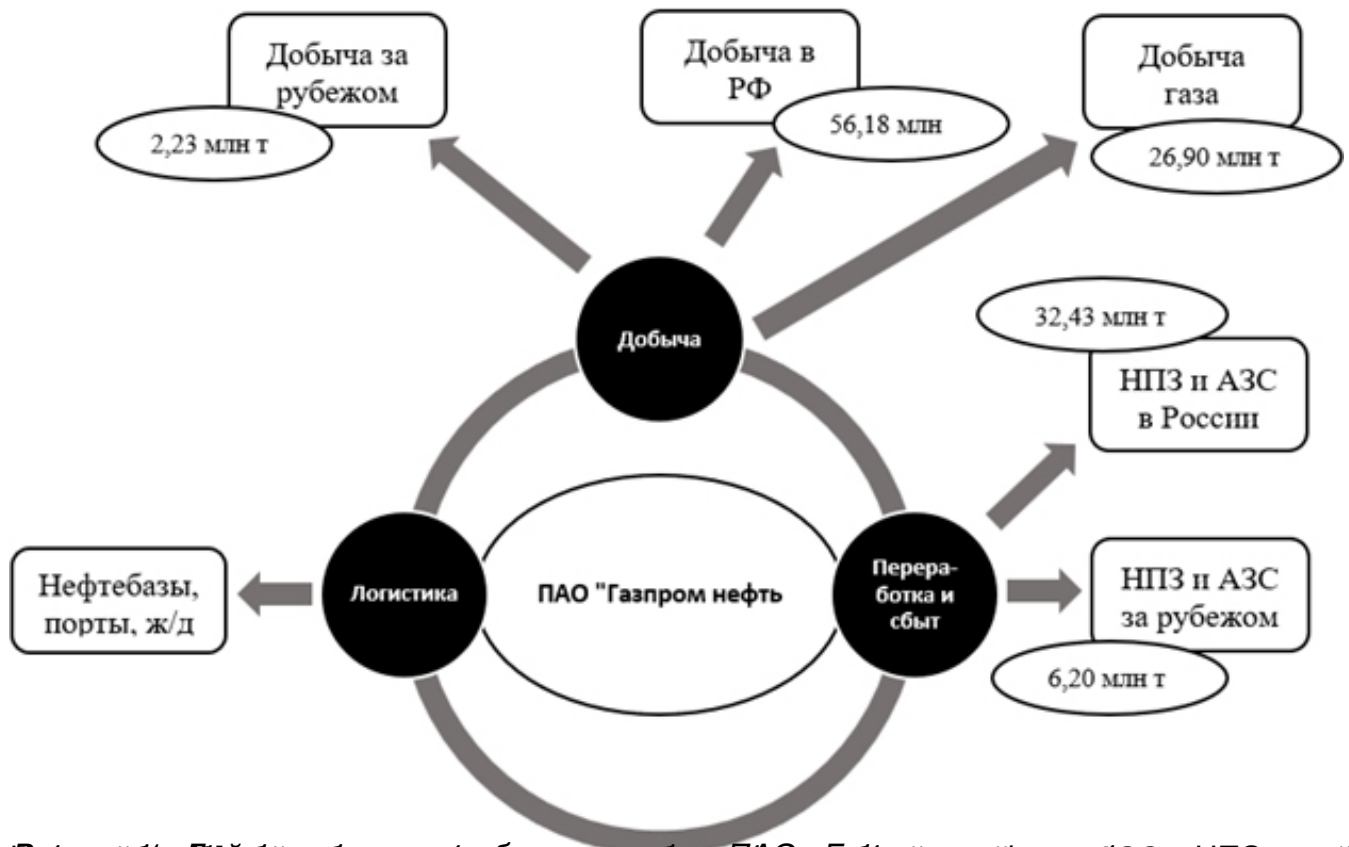 Добыча за
рубежом
2,23 млн т
Добыча в
РФ
56,18 млн
Добыча
газа
26,90 млн т
Добыча
32,43 млн т
НПЗ и АЗС
в России
Логистика
ПАО "Газпром нефть
Перера-
ботка и
сбыт
Нефтебазы,
порты, ж/д
НПЗ и АЗС
за рубежом
6,20 млн т